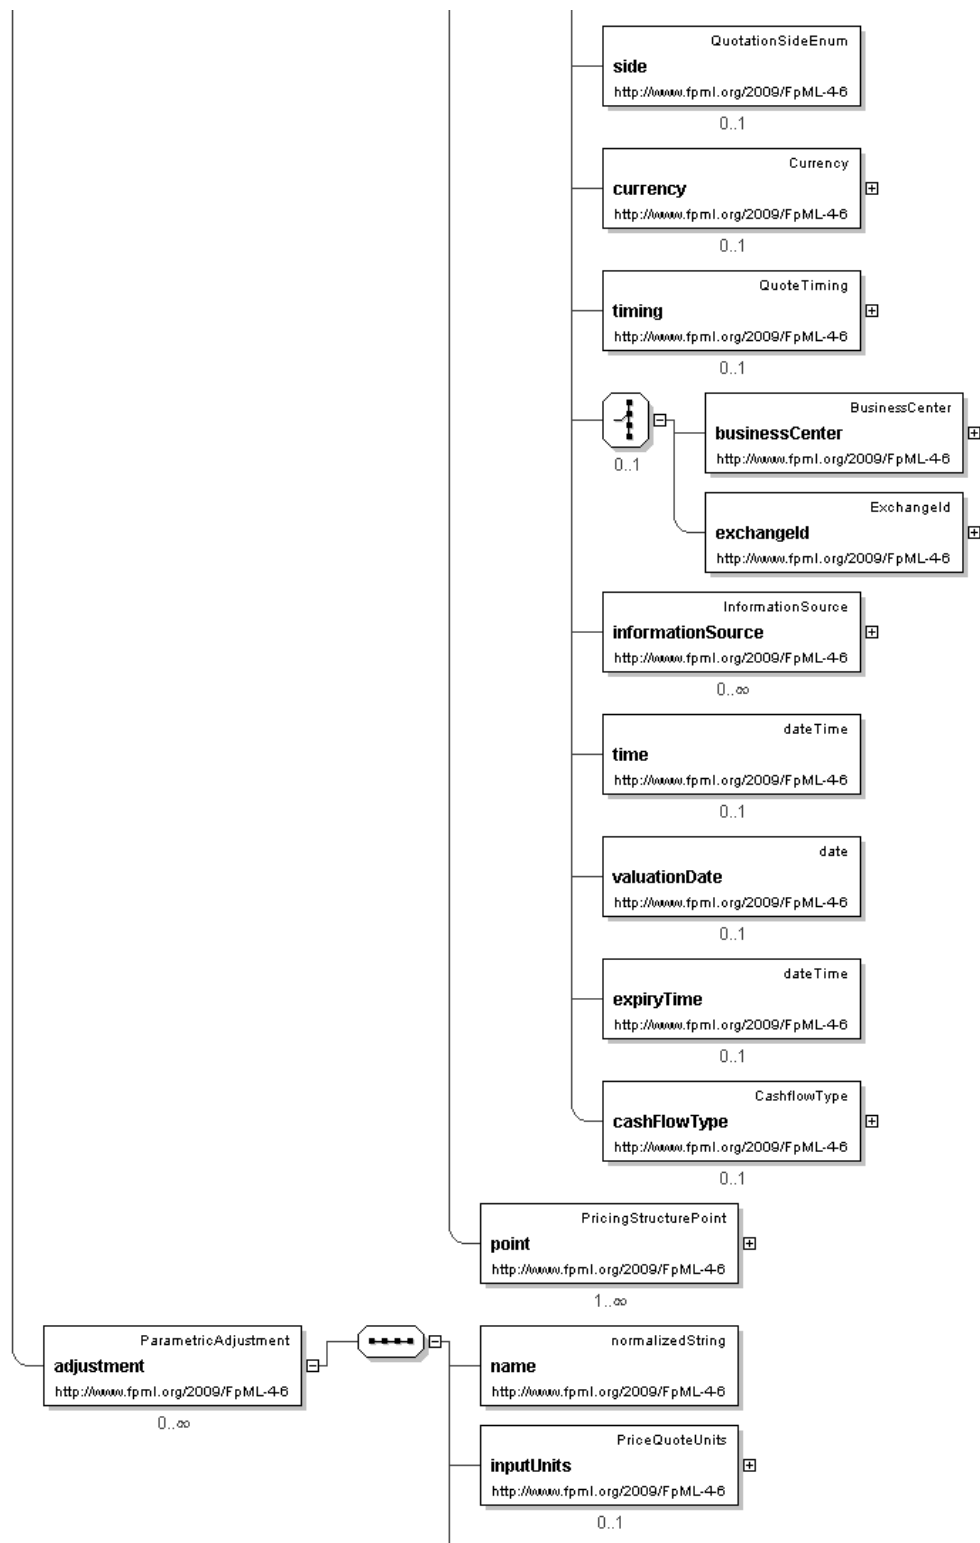 QuotationSideEnum
side
http://www.fpml.org/2009/FpML-4-6
0..1
Currency
currency
http://www.fpml.org/2009/FpML-4-6
0..1
QuoteTiming
timing
http://www.fpml.org/2009/FpML-4-6
0..1
BusinessCenter
businessCenter
http://www.fpml.org/2009/FpML-4-6
0..1
ExchangeId
exchangeId
http://www.fpml.org/2009/FpML-4-6
InformationSource
informationSource
http://www.fpml.org/2009/FpML-4-6
0..∞
dateTime
time
http://www.fpml.org/2009/FpML-4-6
0..1
date
valuationDate
http://www.fpml.org/2009/FpML-4-6
0..1
dateTime
expiryTime
http://www.fpml.org/2009/FpML-4-6
0..1
CashflowType
cashFlowType
http://www.fpml.org/2009/FpML-4-6
0..1
PricingStructurePoint
point
http://www.fpml.org/2009/FpML-4-6
1..∞
ParametricAdjustment
adjustment
http://www.fpml.org/2009/FpML-4-6
0..∞
normalizedString
name
http://www.fpml.org/2009/FpML-4-6
PriceQuoteUnits
inputUnits
http://www.fpml.org/2009/FpML-4-6
0..1